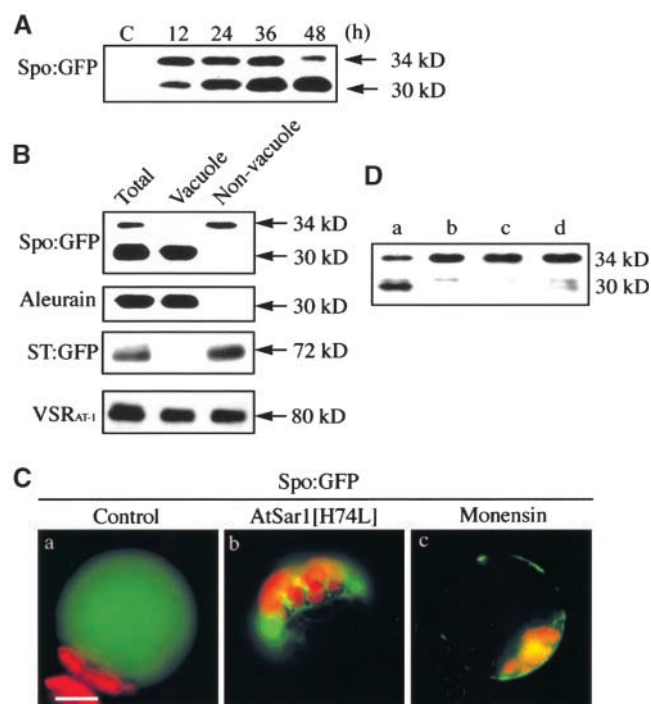 A
C 12 24 36 48 (h)
Spo:GFP
34 kD
30 kD
B
Total Vacuole Non-vacuole
Spo:GFP
34 kD
30 kD
Aleurain
30 kD
ST:GFP
72 kD
VSRAT-1
80 kD
D
a b c d
34 kD
30 kD
C
Spo:GFP
Control AtSar1[H74L] Monensin
a b c